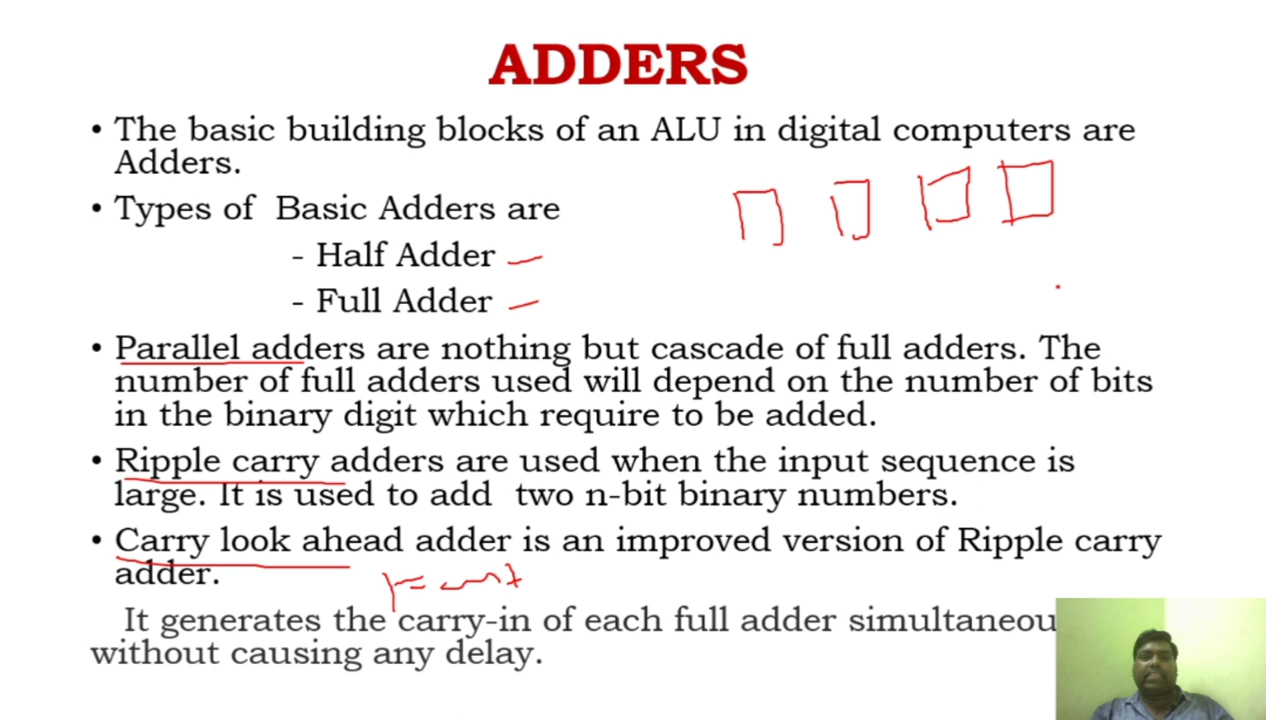 ADDERS
• The basic building blocks of an ALU in digital computers are
Adders.
• Types of Basic Adders are
- Half Adder
- Full Adder
• Parallel adders are nothing but cascade of full adders. The
number of full adders used will depend on the number of bits
in the binary digit which require to be added.
• Ripple carry adders are used when the input sequence is
large. It is used to add two n-bit binary numbers.
• Carry look ahead adder is an improved version of Ripple carry
adder.
It generates the carry-in of each full adder simultaneou
without causing any delay.